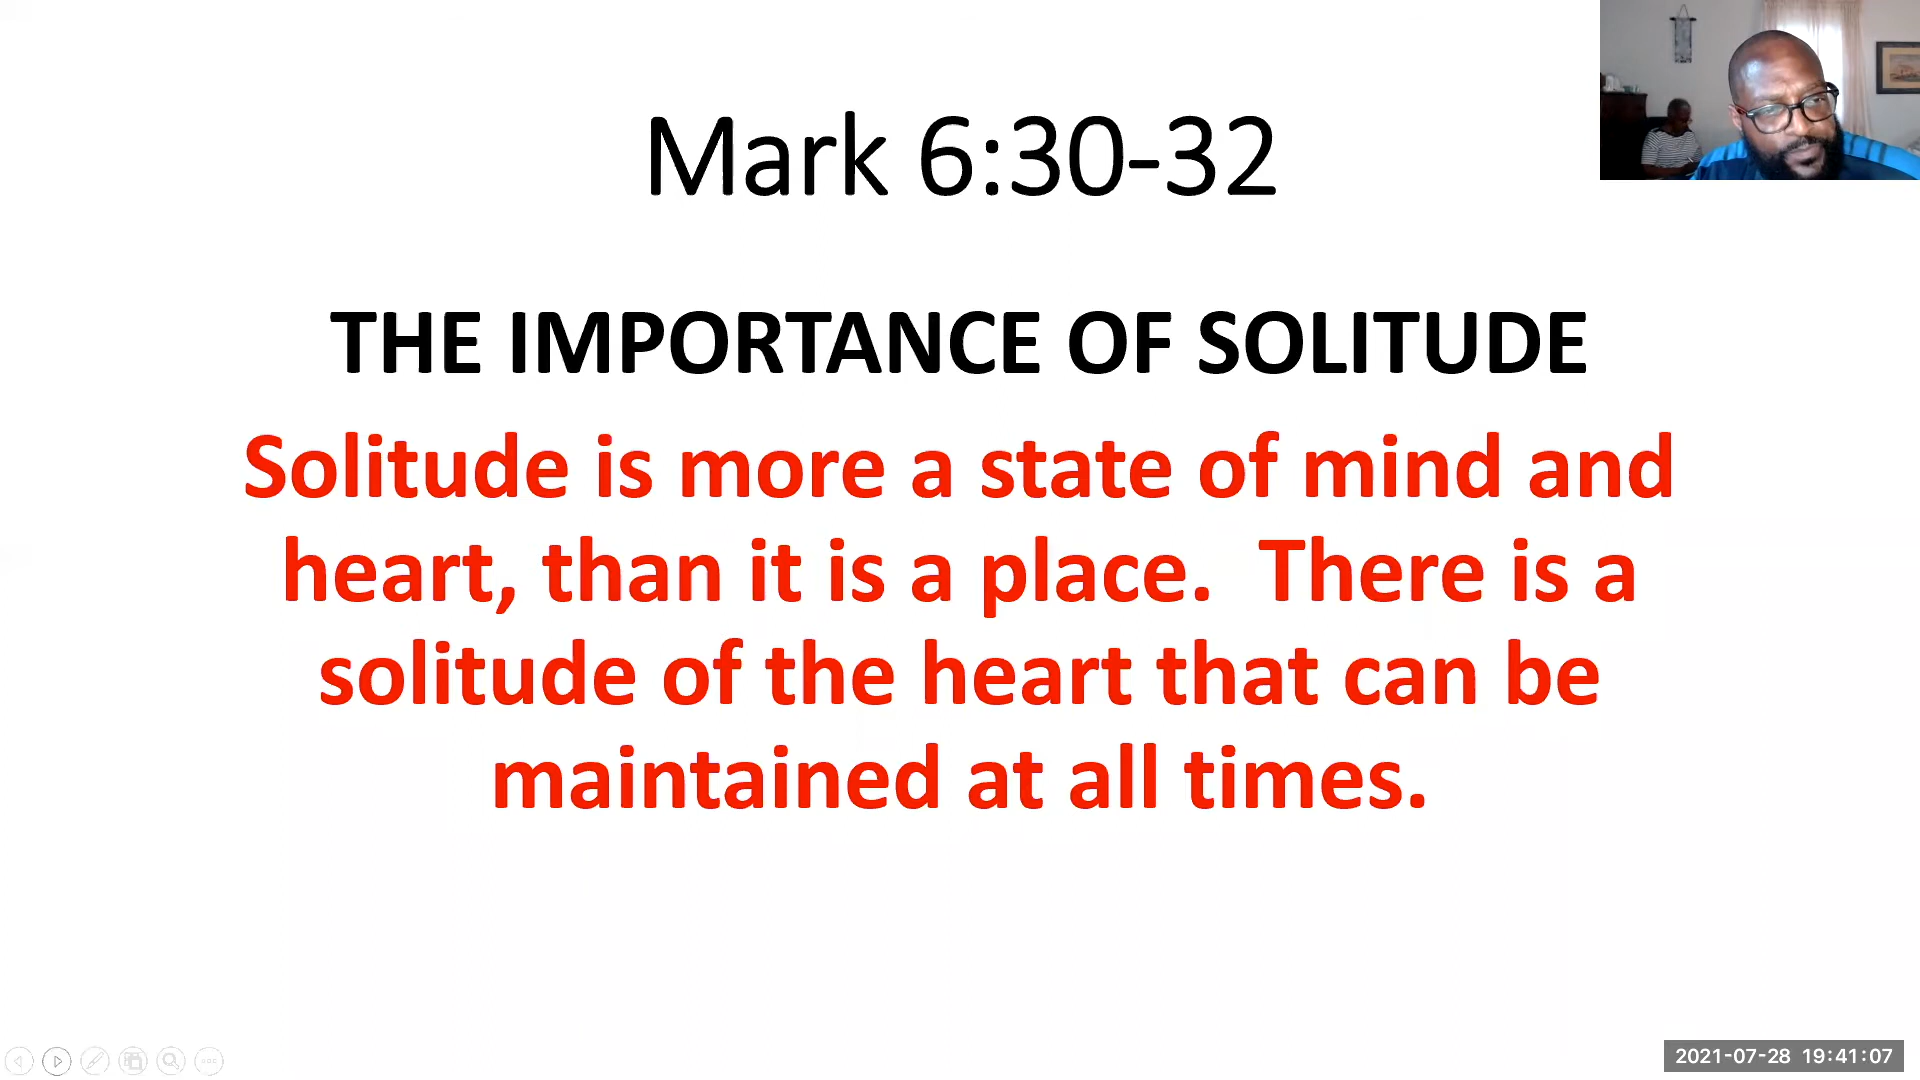 Mark 6:30-32
THE IMPORTANCE OF SOLITUDE
Solitude is more a state of mind and
heart, than it is a place.  There is a
solitude of the heart that can be
maintained at all times.
2021-07-28 19:41:07